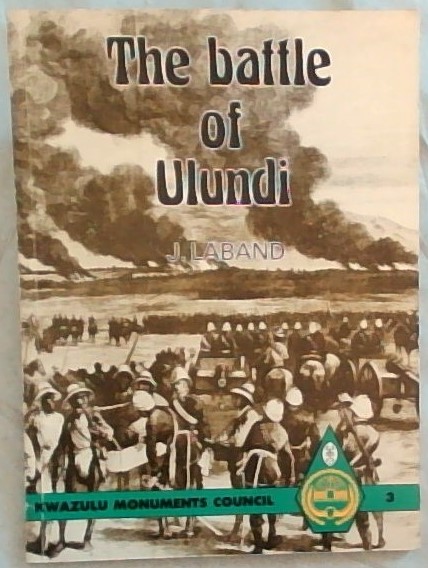 The battle
of
Ulundi
J. LABAND
KWAZULU MONUMENTS COUNCIL 3